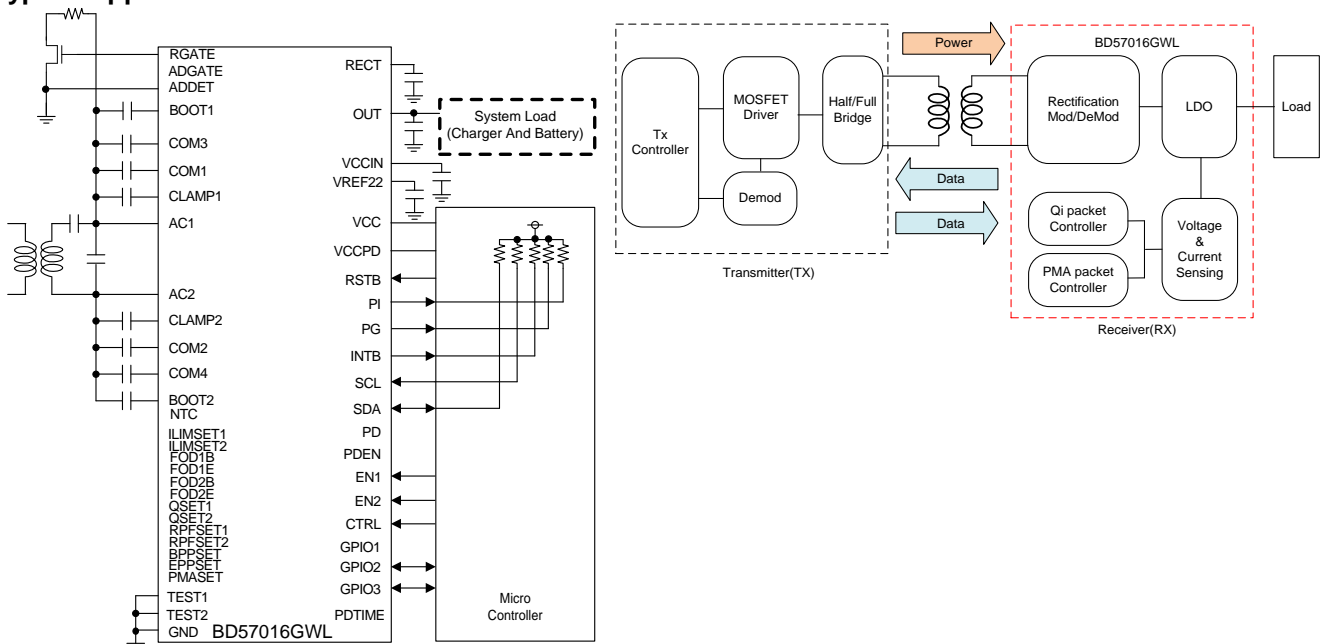 RGATE
ADGATE
ADDET
BOOT1
COM3
COM1
CLAMP1
AC1
AC2
CLAMP2
COM2
COM4
BOOT2
NTC
ILIMSET1
ILIMSET2
FOD1B
FOD1E
FOD2B
FOD2E
QSET1
QSET2
RPFSET1
RPFSET2
BPPSET
EPPSET
PMASET
TEST1
TEST2
GND
BD57016GWL
RECT
OUT
VCCIN
VREF22
VCC
VCCPD
RSTB
PI
PG
INTB
SCL
SDA
PD
PDEN
EN1
EN2
CTRL
GPIO1
GPIO2
GPIO3
PDTIME
System Load
(Charger And Battery)
Micro
Controller
Tx
Controller
MOSFET
Driver
Half/Full
Bridge
Demod
Transmitter(TX)
Power
Data
Data
BD57016GWL
Rectification
Mod/DeMod
LDO
Load
Qi packet
Controller
PMA packet
Controller
Voltage
&
Current
Sensing
Receiver(RX)